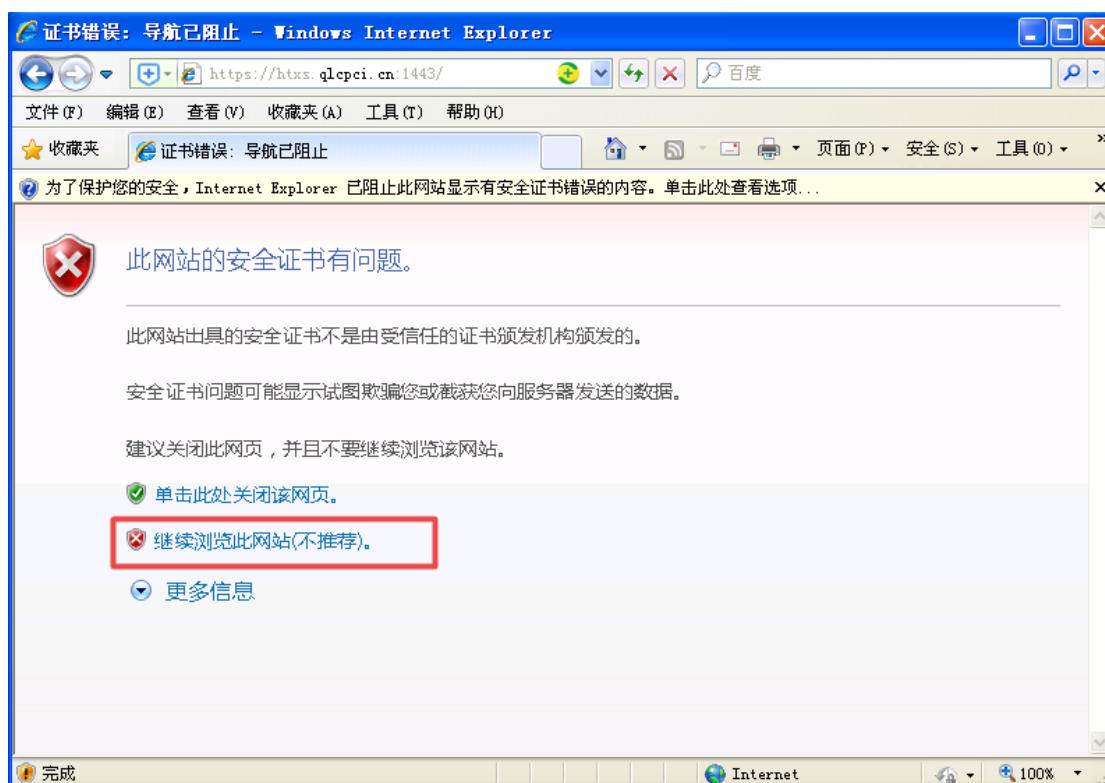 证书错误: 导航已阻止 - Windows Internet Explorer
https://htxs.qlcpci.cn:1443/ 百度
文件(F) 编辑(E) 查看(V) 收藏夹(A) 工具(T) 帮助(H)
收藏夹 证书错误: 导航已阻止 页面(P) 安全(S) 工具(O) »
为了保护您的安全，Internet Explorer 已阻止此网站显示有安全证书错误的内容。单击此处查看选项...
此网站的安全证书有问题。
此网站出具的安全证书不是由受信任的证书颁发机构颁发的。
安全证书问题可能显示试图欺骗您或截获您向服务器发送的数据。
建议关闭此网页，并且不要继续浏览该网站。
单击此处关闭该网页。
继续浏览此网站(不推荐)。
更多信息
完成 Internet 100%